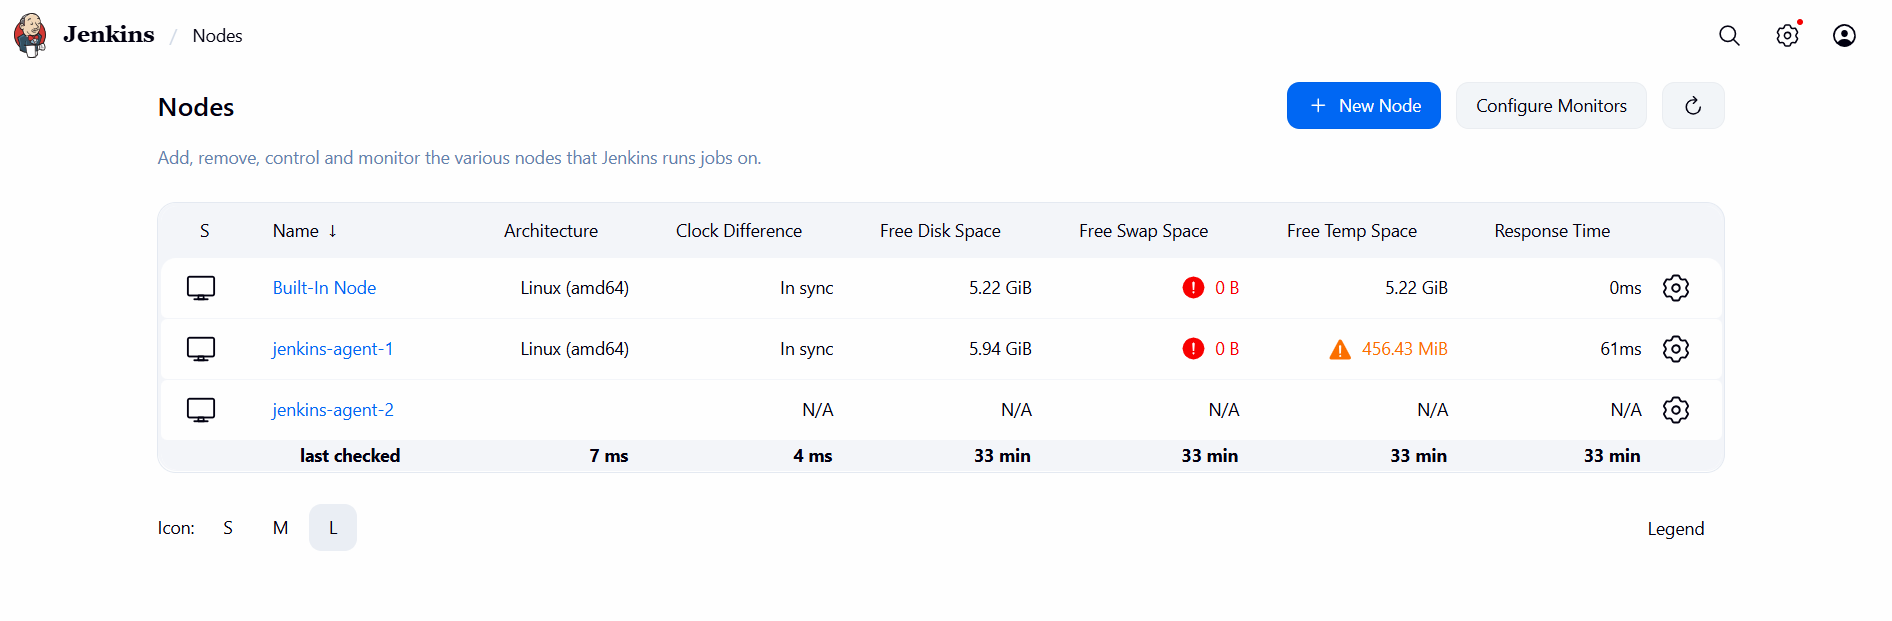 Jenkins / Nodes
Nodes
+ New Node
Configure Monitors
Add, remove, control and monitor the various nodes that Jenkins runs jobs on.
S Name ↓ Architecture Clock Difference Free Disk Space Free Swap Space Free Temp Space Response Time
Built-In Node Linux (amd64) In sync 5.22 GiB 0 B 5.22 GiB 0ms
jenkins-agent-1 Linux (amd64) In sync 5.94 GiB 0 B 456.43 MiB 61ms
jenkins-agent-2 N/A N/A N/A N/A N/A
last checked 7 ms 4 ms 33 min 33 min 33 min 33 min
Icon: S M L
Legend